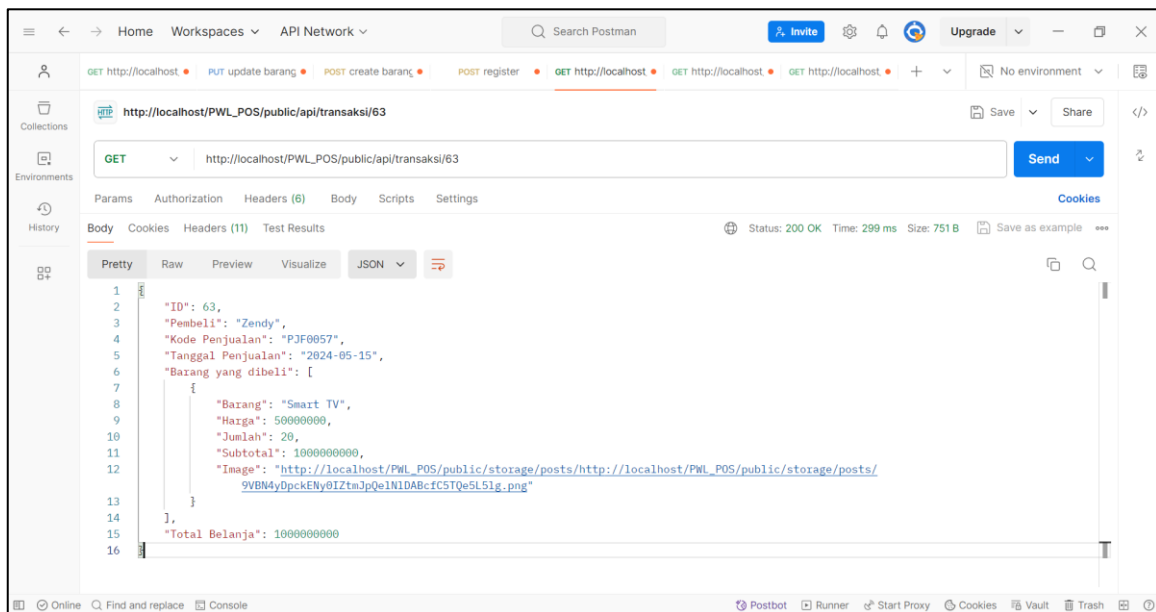 Home Workspaces API Network Search Postman Invite Upgrade
GET http://localhost PUT update barang POST create barang POST register GET http://localhost GET http://localhost GET http://localhost No environment
HTTP http://localhost/PWL_POS/public/api/transaksi/63 Save Share
Collections
GET http://localhost/PWL_POS/public/api/transaksi/63 Send
Environments
Params Authorization Headers (6) Body Scripts Settings Cookies
History
Body Cookies Headers (11) Test Results Status: 200 OK Time: 299 ms Size: 751 B Save as example
Pretty Raw Preview Visualize JSON
1 {
2 "ID": 63,
3 "Pembeli": "Zendy",
4 "Kode Penjualan": "PJF0057",
5 "Tanggal Penjualan": "2024-05-15",
6 "Barang yang dibeli": [
7 {
8 "Barang": "Smart TV",
9 "Harga": 50000000,
10 "Jumlah": 20,
11 "Subtotal": 1000000000,
12 "Image": "http://localhost/PWL_POS/public/storage/posts/http://localhost/PWL_POS/public/storage/posts/
9VBN4yDpckENy0IZtmJpQelNlDABcfC5TQe5L5lg.png"
13 }
14 ],
15 "Total Belanja": 1000000000
16 }
Online Find and replace Console Postbot Runner Start Proxy Cookies Vault Trash